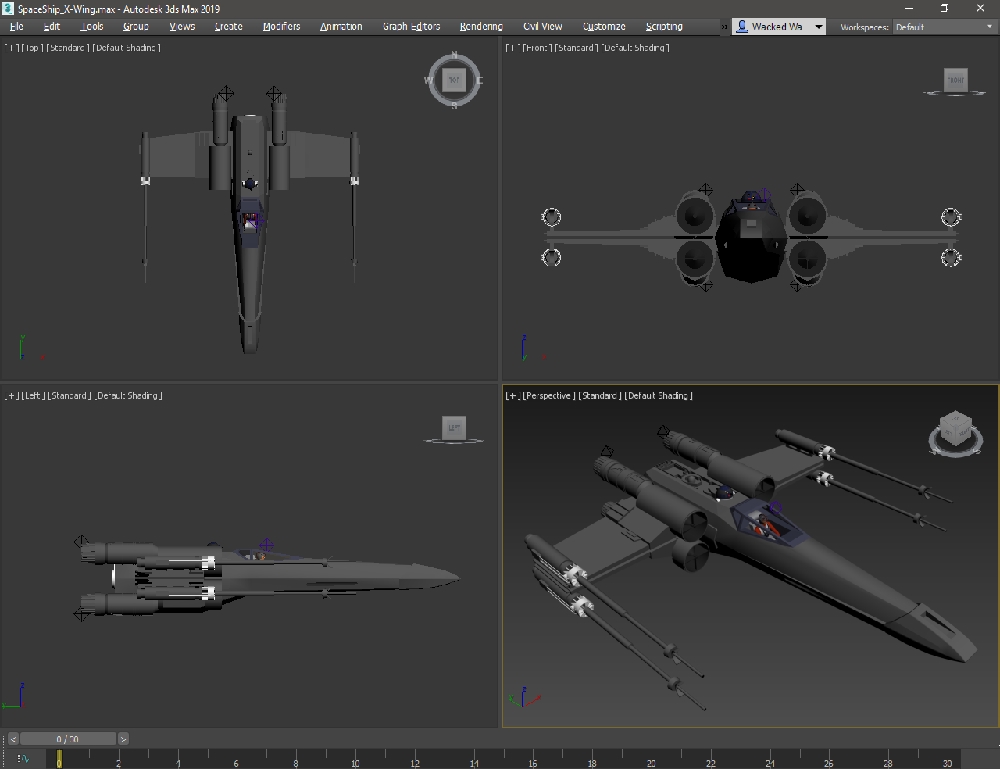 SpaceShip_X-Wing.max - Autodesk 3ds Max 2019
File Edit Tools Group Views Create Modifiers Animation Graph Editors Rendering Civil View Customize Scripting » Wacked Wa Workspaces: Default
[+] [Top] [Standard] [Default Shading]
[+] [Front] [Standard] [Default Shading]
N
W TOP E
S
FRONT
Y
Z
[+] [Left] [Standard] [Default Shading]
[+] [Perspective] [Standard] [Default Shading]
LEFT
Z
Z
< 0 / 30 >
0 2 4 6 8 10 12 14 16 18 20 22 24 26 28 30